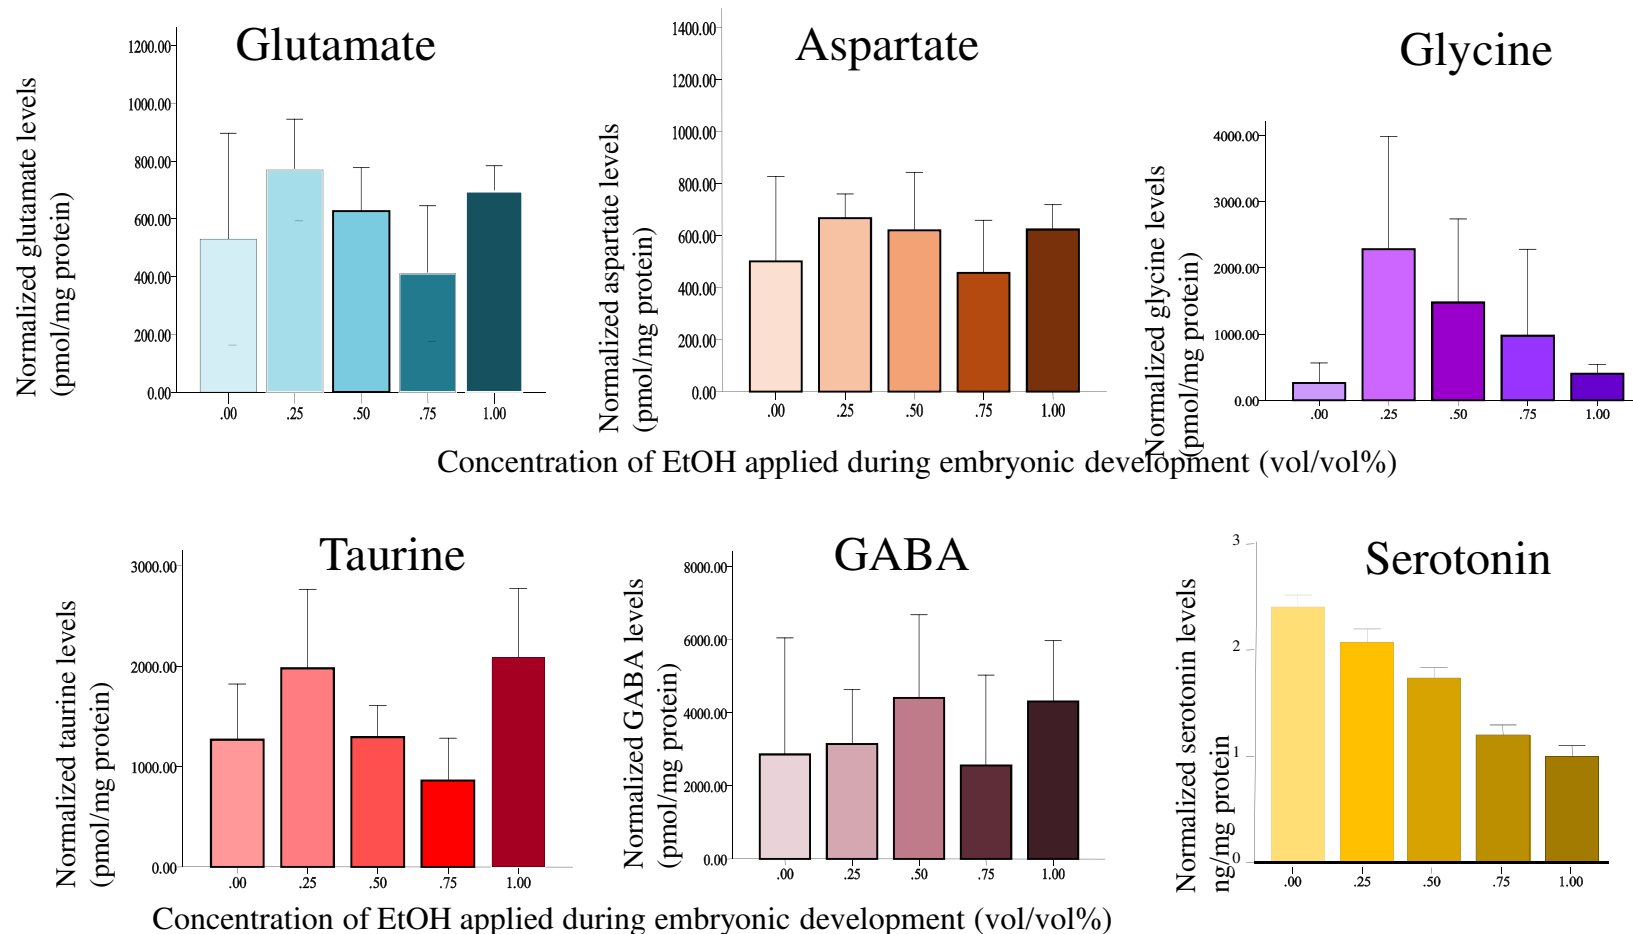 Glutamate
Normalized glutamate levels
(pmol/mg protein)
1200.00
1000.00
800.00
600.00
400.00
200.00
0.00
.00 .25 .50 .75 1.00
Aspartate
Normalized aspartate levels
(pmol/mg protein)
1400.00
1200.00
1000.00
800.00
600.00
400.00
200.00
0.00
.00 .25 .50 .75 1.00
Glycine
Normalized glycine levels
(pmol/mg protein)
4000.00
3000.00
2000.00
1000.00
0.00
.00 .25 .50 .75 1.00
Concentration of EtOH applied during embryonic development (vol/vol%)
Taurine
Normalized taurine levels
(pmol/mg protein)
3000.00
2000.00
1000.00
0.00
.00 .25 .50 .75 1.00
GABA
Normalized GABA levels
(pmol/mg protein)
8000.00
6000.00
4000.00
2000.00
0.00
.00 .25 .50 .75 1.00
Serotonin
Normalized serotonin levels
ng/mg protein
3
2
1
0
.00 .25 .50 .75 1.00
Concentration of EtOH applied during embryonic development (vol/vol%)